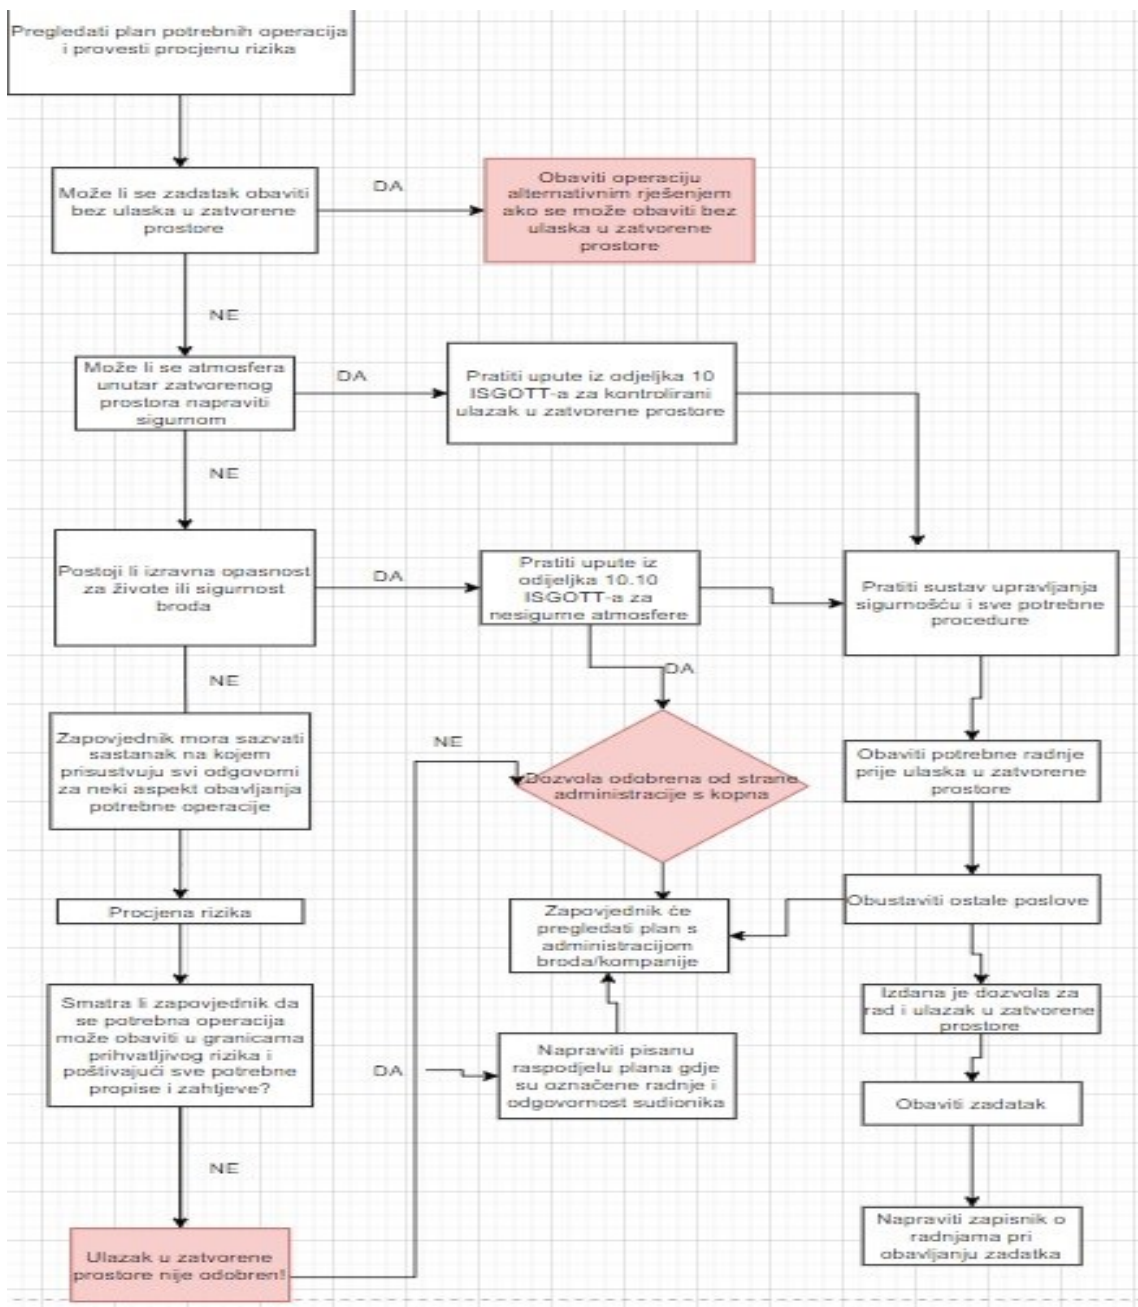 Pregledati plan potrebnih operacija
i provesti procjenu rizika
Može li se zadatak obaviti
bez ulaska u zatvorene
prostore
DA
Obaviti operaciju
alternativnim rješenjem
ako se može obaviti bez
ulaska u zatvorene
prostore
NE
Može li se atmosfera
unutar zatvorenog
prostora napraviti
sigurnom
DA
Pratiti upute iz odjeljka 10
ISGOTT-a za kontrolirani
ulazak u zatvorene prostore
NE
Postoji li izravna opasnost
za živote ili sigurnost
broda
DA
Pratiti upute iz
odijeljka 10.10
ISGOTT-a za
nesigurne atmosfere
Pratiti sustav upravljanja
sigurnošću i sve potrebne
procedure
NE
DA
Zapovjednik mora sazvati
sastanak na kojem
prisustvuju svi odgovorni
za neki aspekt obavljanja
potrebne operacije
NE
Dozvola odobrena od strane
administracije s kopna
Obaviti potrebne radnje
prije ulaska u zatvorene
prostore
Procjena rizika
Zapovjednik će
pregledati plan s
administracijom
broda/kompanije
Obustaviti ostale poslove
Smatra li zapovjednik da
se potrebna operacija
može obaviti u granicama
prihvatljivog rizika i
poštivajući sve potrebne
propise i zahtjeve?
DA
Napraviti pisanu
raspodjelu plana gdje
su označene radnje i
odgovornost sudionika
Izdana je dozvola za
rad i ulazak u zatvorene
prostore
Obaviti zadatak
NE
Napraviti zapisnik o
radnjama pri
obavljanju zadatka
Ulazak u zatvorene
prostore nije odobren!